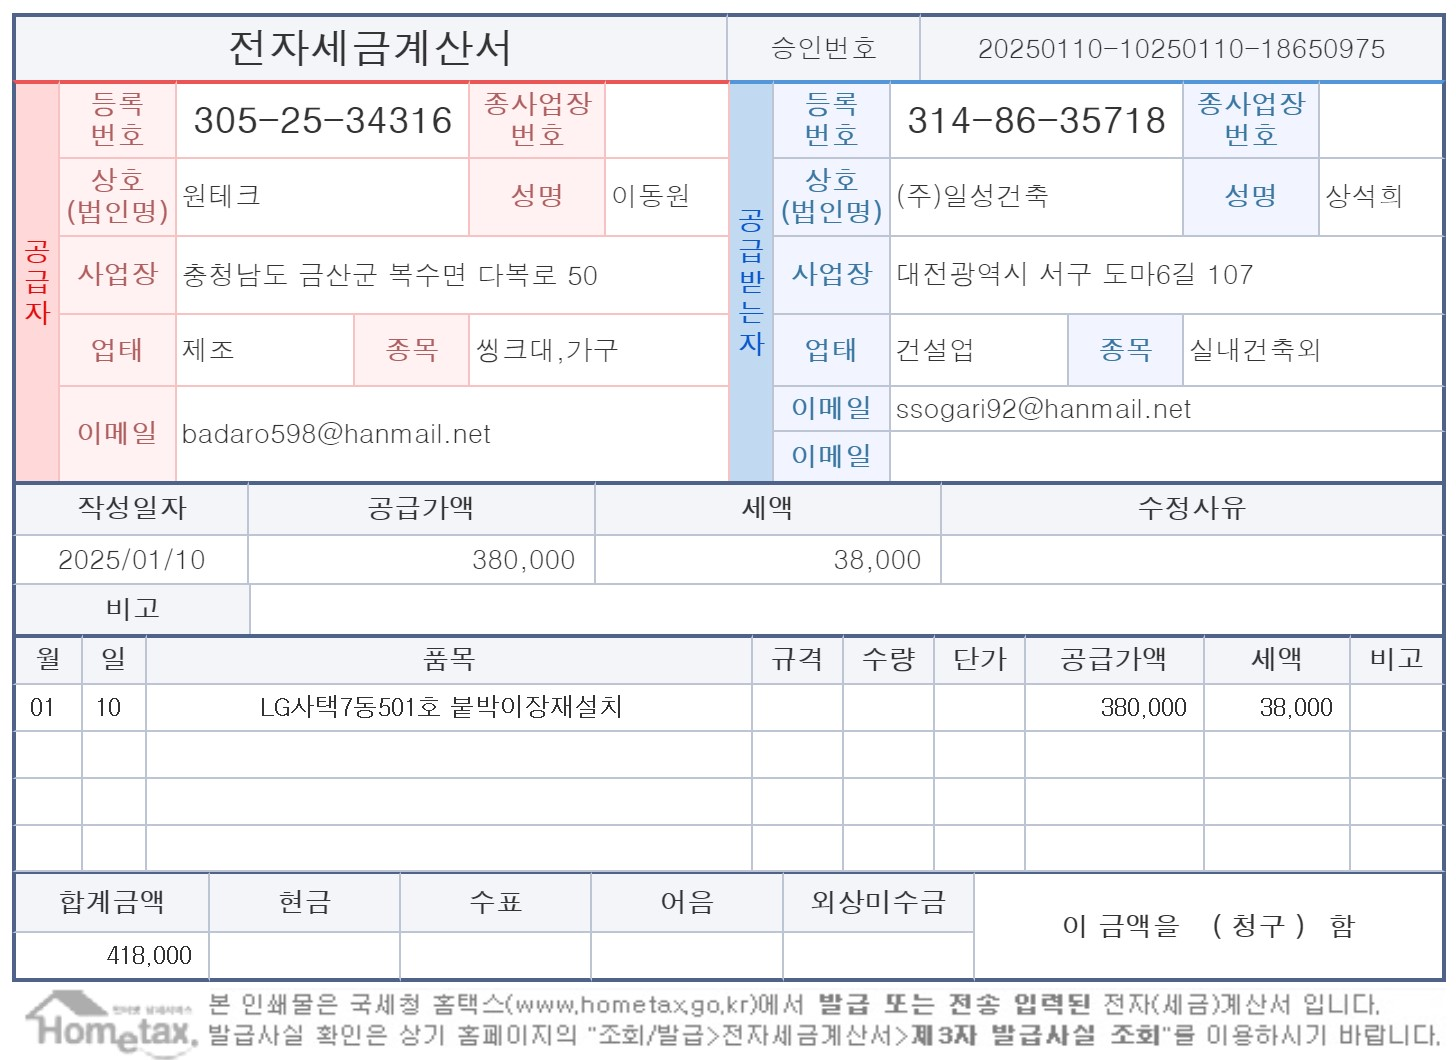 전자세금계산서 승인번호 20250110-10250110-18650975
공급자
등록번호 305-25-34316 종사업장번호
상호(법인명) 원테크 성명 이동원
사업장 충청남도 금산군 복수면 다복로 50
업태 제조 종목 씽크대,가구
이메일 badaro598@hanmail.net
공급받는자
등록번호 314-86-35718 종사업장번호
상호(법인명) (주)일성건축 성명 상석희
사업장 대전광역시 서구 도마6길 107
업태 건설업 종목 실내건축외
이메일 ssogari92@hanmail.net
이메일
작성일자 공급가액 세액 수정사유
2025/01/10 380,000 38,000
비고
월 일 품목 규격 수량 단가 공급가액 세액 비고
01 10 LG사택7동501호 붙박이장재설치 380,000 38,000
합계금액 현금 수표 어음 외상미수금 이 금액을 ( 청구 ) 함
418,000
Hometax.
본 인쇄물은 국세청 홈택스(www.hometax.go.kr)에서 발급 또는 전송 입력된 전자(세금)계산서 입니다.
발급사실 확인은 상기 홈페이지의 "조회/발급>전자세금계산서>제3자 발급사실 조회"를 이용하시기 바랍니다.